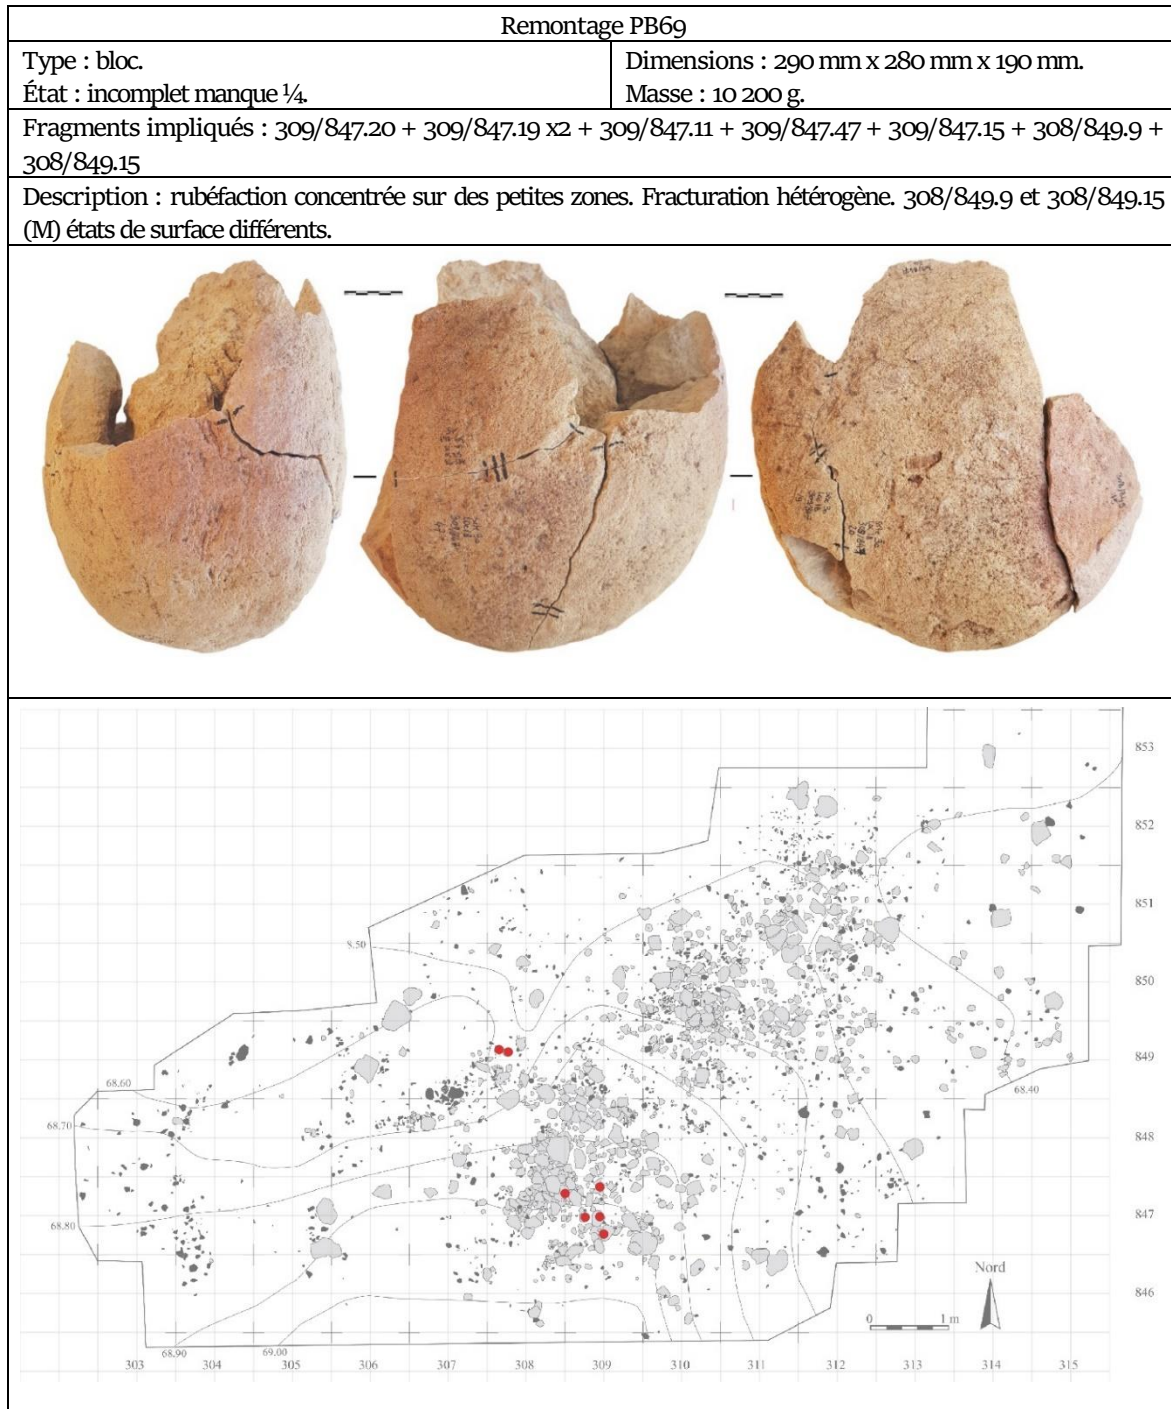 Remontage PB69
Type : bloc.
État : incomplet manque ¼.
Dimensions : 290 mm x 280 mm x 190 mm.
Masse : 10 200 g.
Fragments impliqués : 309/847.20 + 309/847.19 x2 + 309/847.11 + 309/847.47 + 309/847.15 + 308/849.9 +
308/849.15
Description : rubéfaction concentrée sur des petites zones. Fracturation hétérogène. 308/849.9 et 308/849.15
(M) états de surface différents.
853
852
851
8.50
850
849
68.60
68.40
68.70
848
68.80
847
Nord
846
0 1 m
68.90
69.00
303 304 305 306 307 308 309 310 311 312 313 314 315